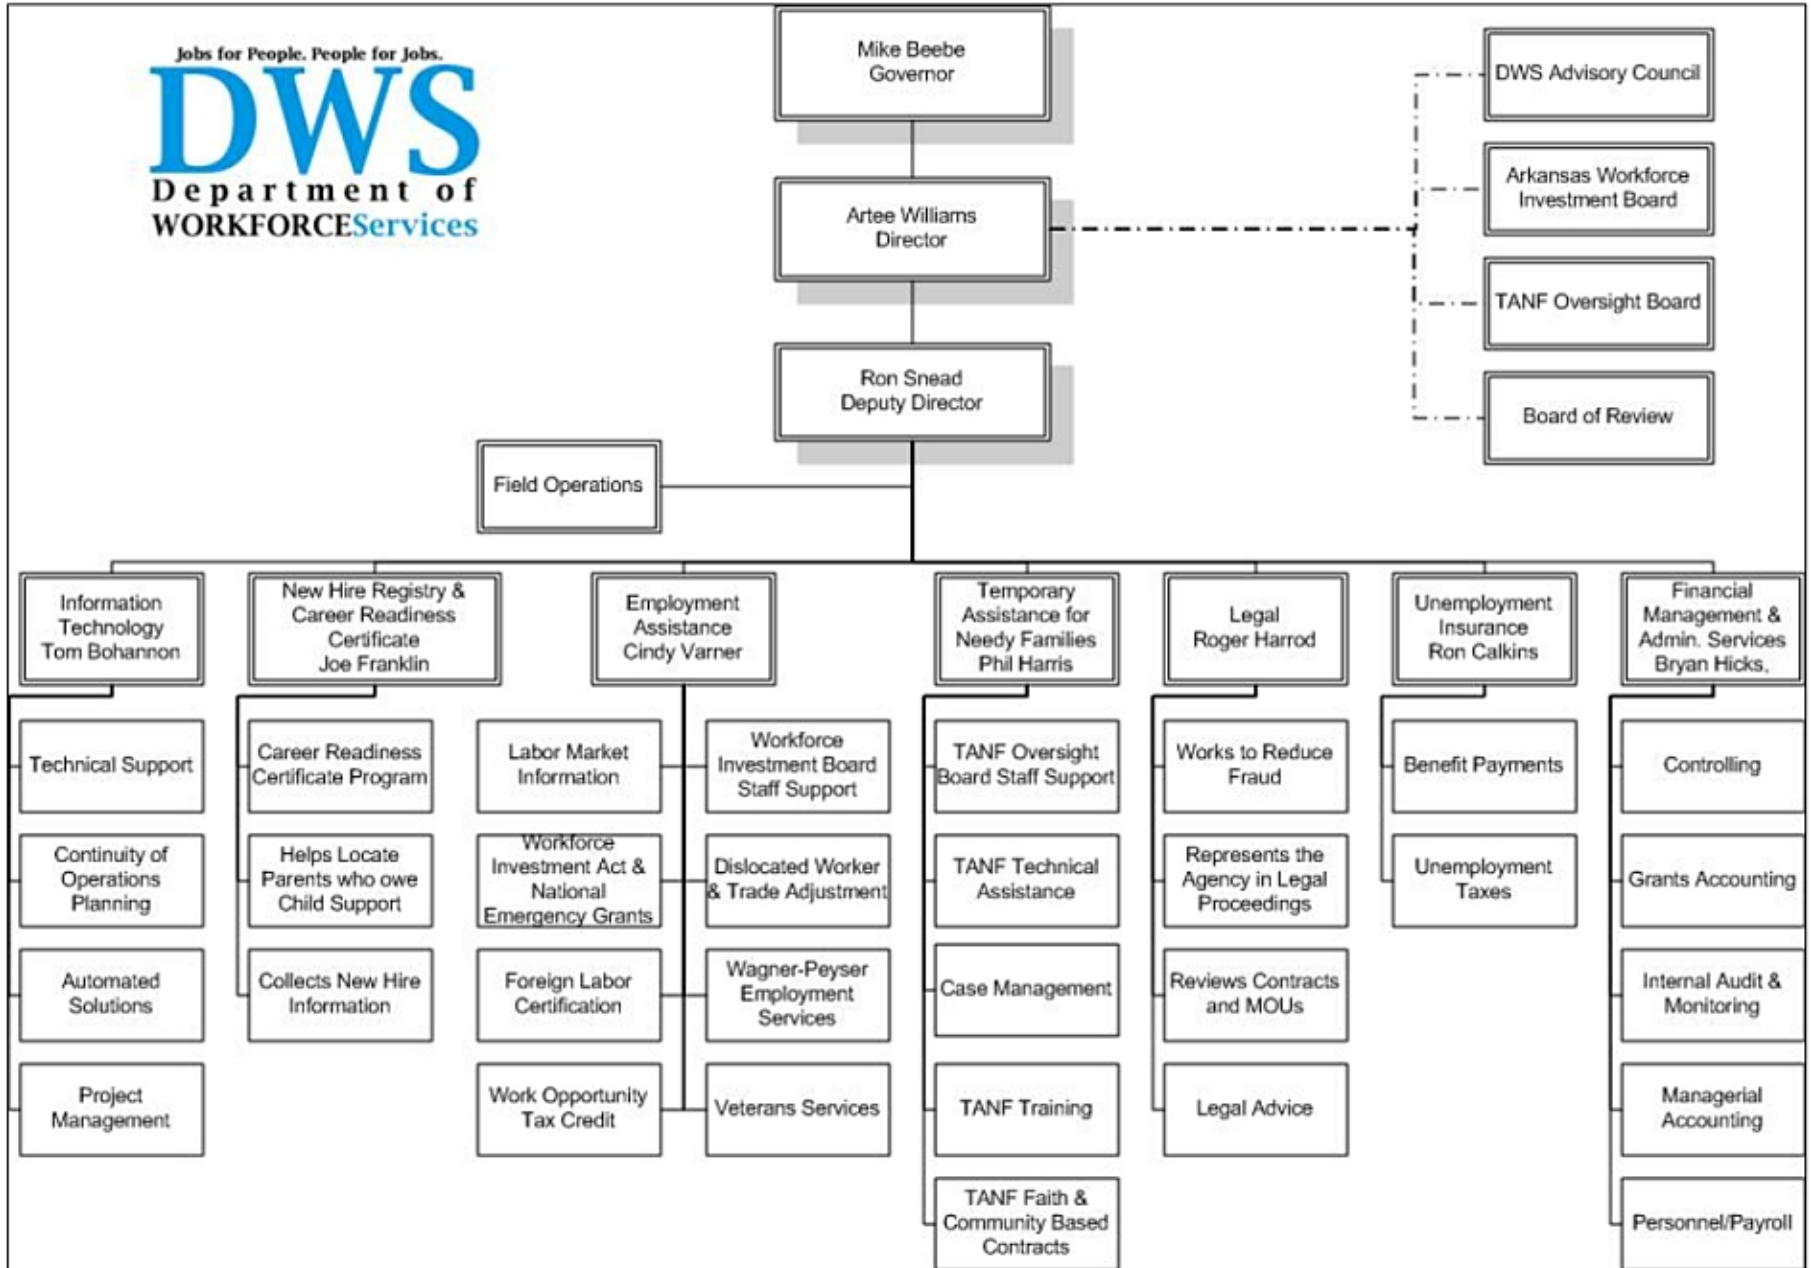 Jobs for People. People for Jobs.
DWS
Department of
WORKFORCEServices
Mike Beebe
Governor
Artee Williams
Director
Ron Snead
Deputy Director
DWS Advisory Council
Arkansas Workforce
Investment Board
TANF Oversight Board
Board of Review
Field Operations
Information
Technology
Tom Bohannon
New Hire Registry &
Career Readiness
Certificate
Joe Franklin
Employment
Assistance
Cindy Varner
Temporary
Assistance for
Needy Families
Phil Harris
Legal
Roger Harrod
Unemployment
Insurance
Ron Calkins
Financial
Management &
Admin. Services
Bryan Hicks,
Technical Support
Continuity of
Operations
Planning
Automated
Solutions
Project
Management
Career Readiness
Certificate Program
Helps Locate
Parents who owe
Child Support
Collects New Hire
Information
Labor Market
Information
Workforce
Investment Act &
National
Emergency Grants
Foreign Labor
Certification
Work Opportunity
Tax Credit
Workforce
Investment Board
Staff Support
Dislocated Worker
& Trade Adjustment
Wagner-Peyser
Employment
Services
Veterans Services
TANF Oversight
Board Staff Support
TANF Technical
Assistance
Case Management
TANF Training
TANF Faith &
Community Based
Contracts
Works to Reduce
Fraud
Represents the
Agency in Legal
Proceedings
Reviews Contracts
and MOUs
Legal Advice
Benefit Payments
Unemployment
Taxes
Controlling
Grants Accounting
Internal Audit &
Monitoring
Managerial
Accounting
Personnel/Payroll